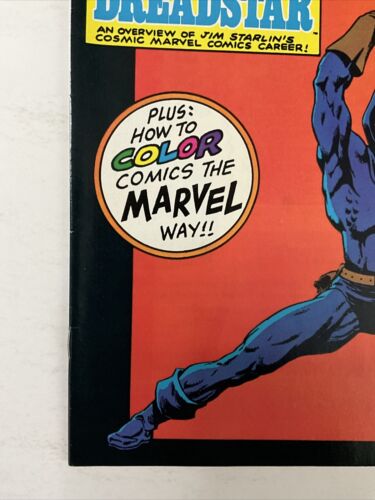 DREADSTAR
AN OVERVIEW OF JIM STARLIN'S
COSMIC MARVEL COMICS CAREER!
PLUS:
HOW TO
COLOR
COMICS THE
MARVEL
WAY!!